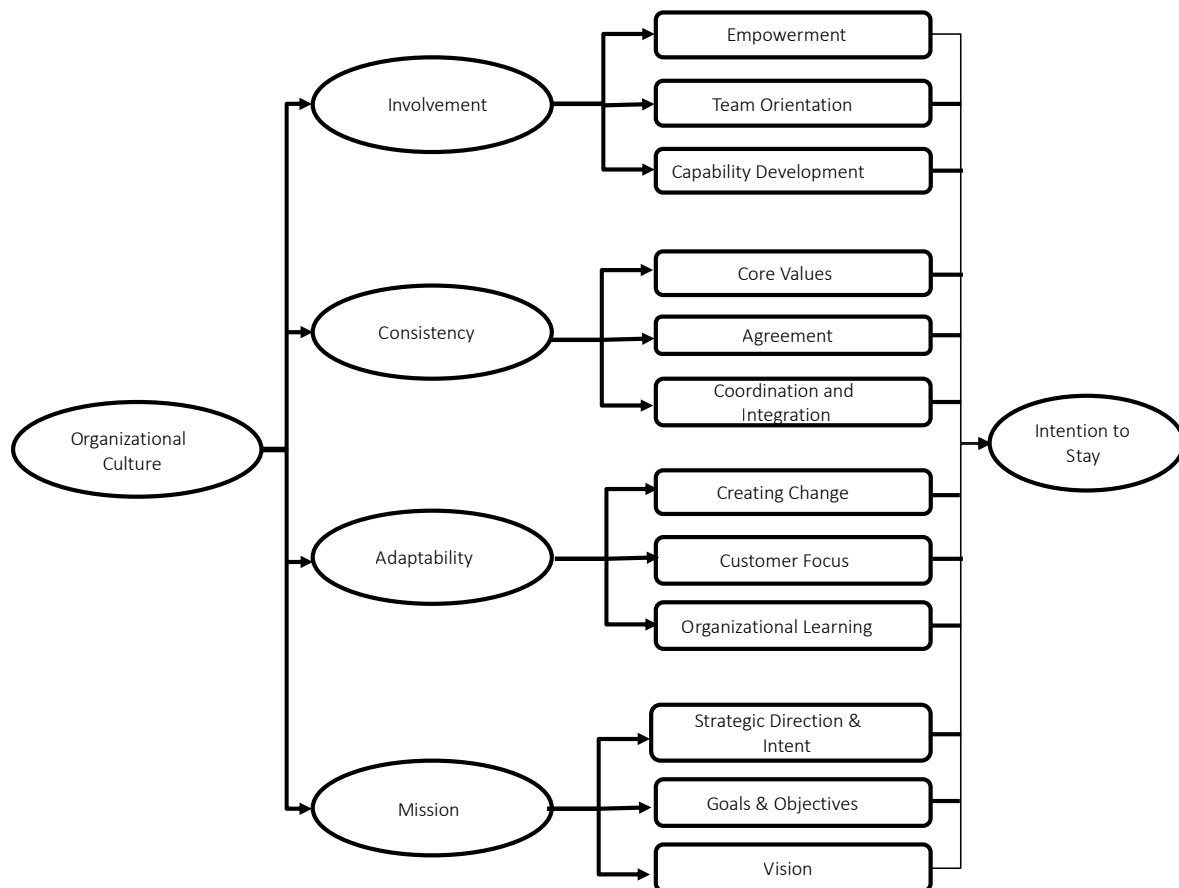 Organizational
Culture
Involvement
Empowerment
Team Orientation
Capability Development
Consistency
Core Values
Agreement
Coordination and
Integration
Adaptability
Creating Change
Customer Focus
Organizational Learning
Mission
Strategic Direction &
Intent
Goals & Objectives
Vision
Intention to
Stay